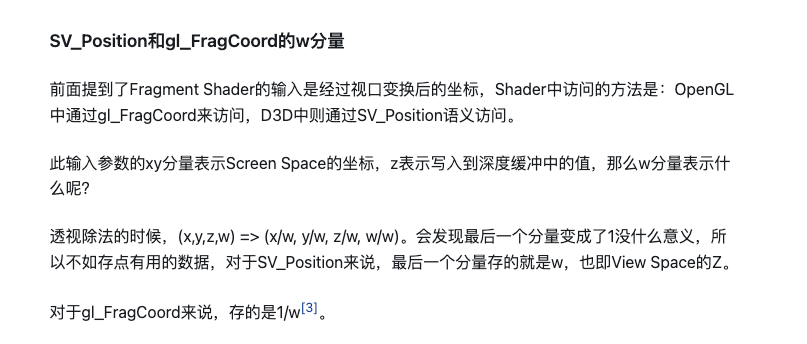 SV_Position和gl_FragCoord的w分量
前面提到了Fragment Shader的输入是经过视口变换后的坐标，Shader中访问的方法是：OpenGL
中通过gl_FragCoord来访问，D3D中则通过SV_Position语义访问。
此输入参数的xy分量表示Screen Space的坐标，z表示写入到深度缓冲中的值，那么w分量表示什
么呢?
透视除法的时候，(x,y,z,w) => (x/w, y/w, z/w, w/w)。会发现最后一个分量变成了1没什么意义，所
以不如存点有用的数据，对于SV_Position来说，最后一个分量存的就是w，也即View Space的Z。
对于gl_FragCoord来说，存的是1/w[3]。